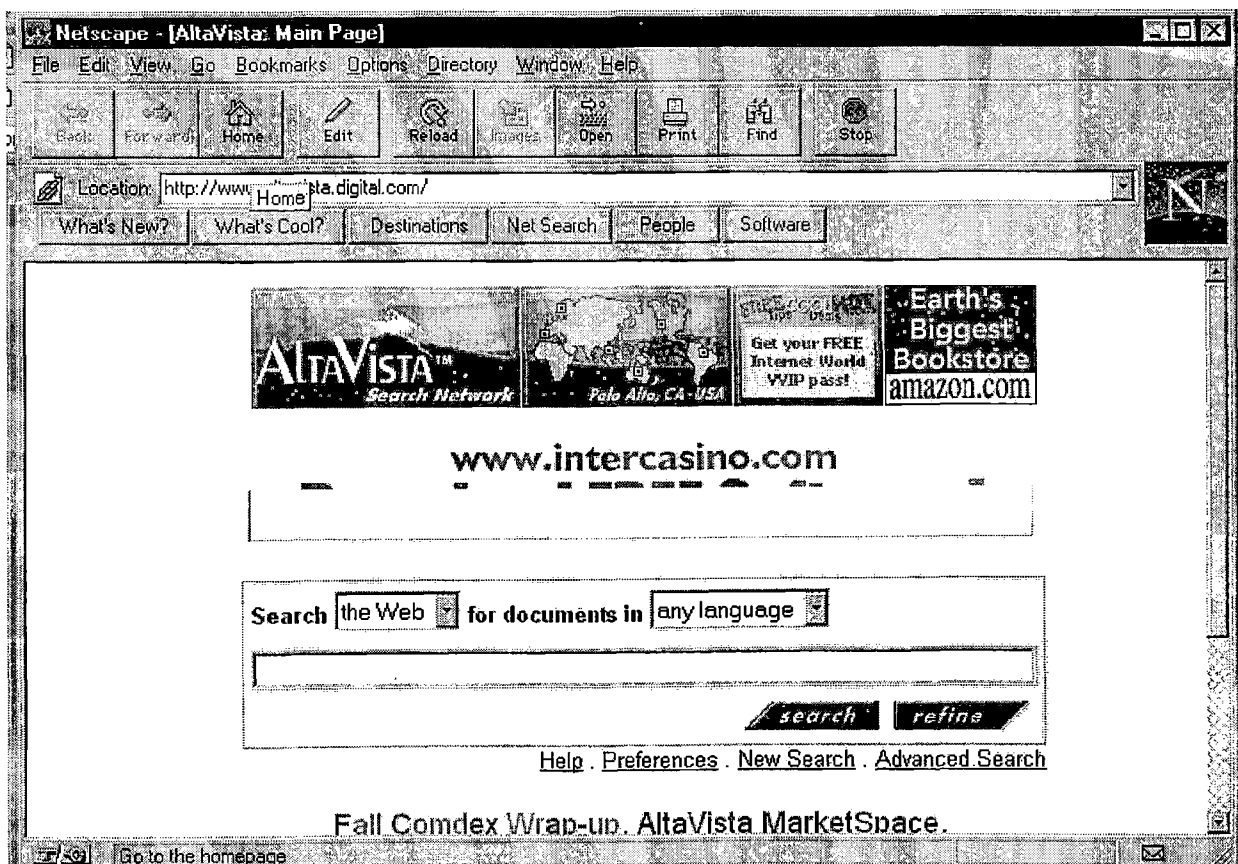 Netscape - [AltaVista: Main Page]
File Edit View Go Bookmarks Options Directory Window Help
Back Forward Home Edit Reload Images Open Print Find Stop
Location: http://www. vista.digital.com/
Home
What's New? What's Cool? Destinations Net Search People Software
N
ALTAVISTA™
Search Network
Palo Alto, CA - USA
Get your FREE
Internet World
VVIP pass!
Earth's
Biggest
Bookstore
amazon.com
www.intercasino.com
Search the Web for documents in any language
search refine
Help . Preferences . New Search . Advanced Search
Fall Comdex Wrap-up. AltaVista MarketSpace.
Go to the homepage